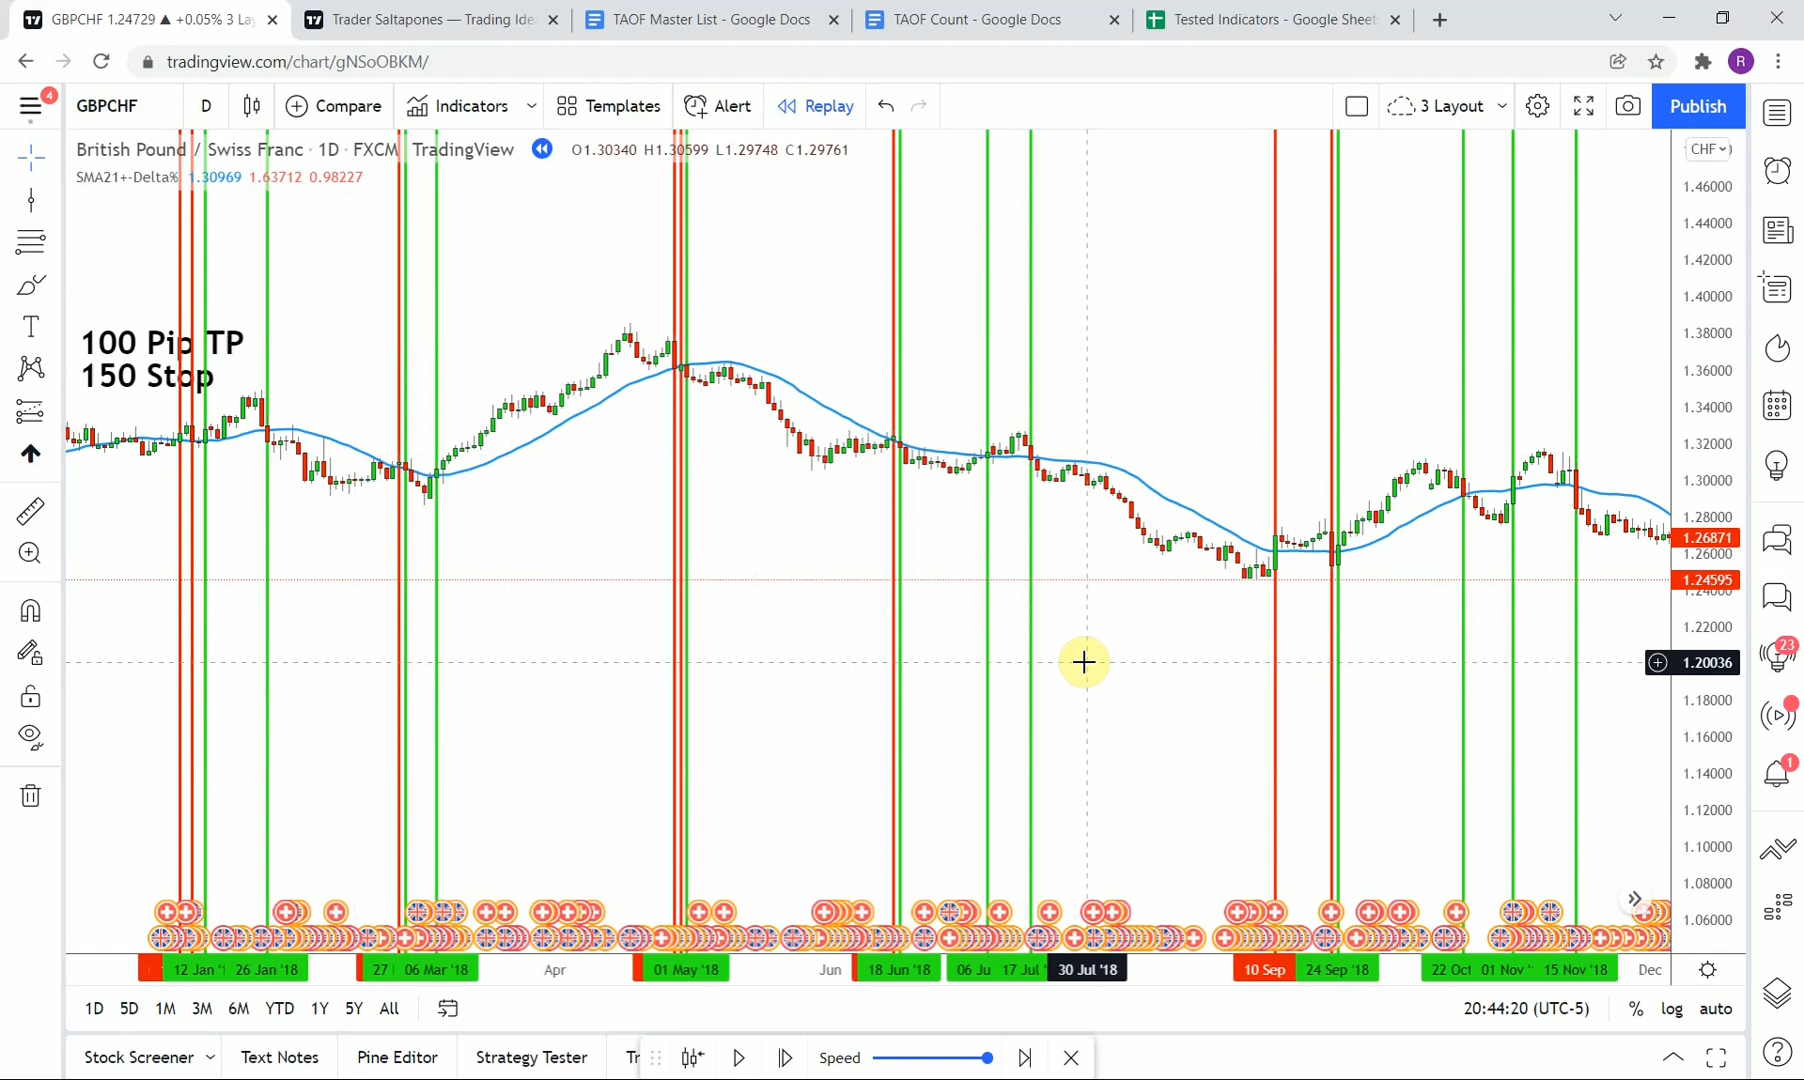 GBPCHF 1.24729 ▲ +0.05% 3 La
Trader Saltapones — Trading Ide
TAOF Master List - Google Docs
TAOF Count - Google Docs
Tested Indicators - Google Sheet
tradingview.com/chart/gNSoOBKM/
R
4
GBPCHF
D
Compare
Indicators
Templates
Alert
Replay
3 Layout
Publish
British Pound / Swiss Franc · 1D · FXCM
TradingView
O1.30340 H1.30599 L1.29748 C1.29761
SMA21+-Delta% 1.30969 1.63712 0.98227
CHF
100 Pip TP
150 Stop
1.46000
1.44000
1.42000
1.40000
1.38000
1.36000
1.34000
1.32000
1.30000
1.28000
1.26871
1.26000
1.24595
1.24000
1.22000
1.20036
1.18000
1.16000
1.14000
1.12000
1.10000
1.08000
1.06000
23
1
12 Jan '1
26 Jan '18
27
06 Mar '18
Apr
01 May '18
Jun
18 Jun '18
06 Ju
17 Jul
30 Jul '18
10 Sep
24 Sep '18
22 Oct
01 Nov '
15 Nov '18
Dec
1D 5D 1M 3M 6M YTD 1Y 5Y All
20:44:20 (UTC-5)
% log auto
Stock Screener
Text Notes
Pine Editor
Strategy Tester
Tr
Speed